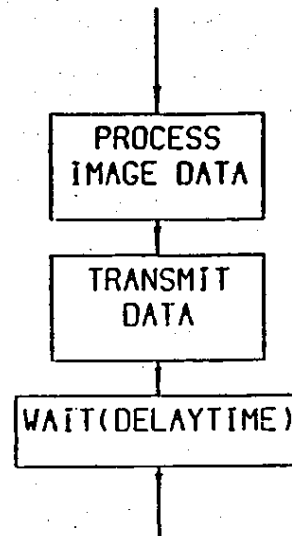 PROCESS
IMAGE DATA
TRANSMIT
DATA
WAIT(DELAYTIME)